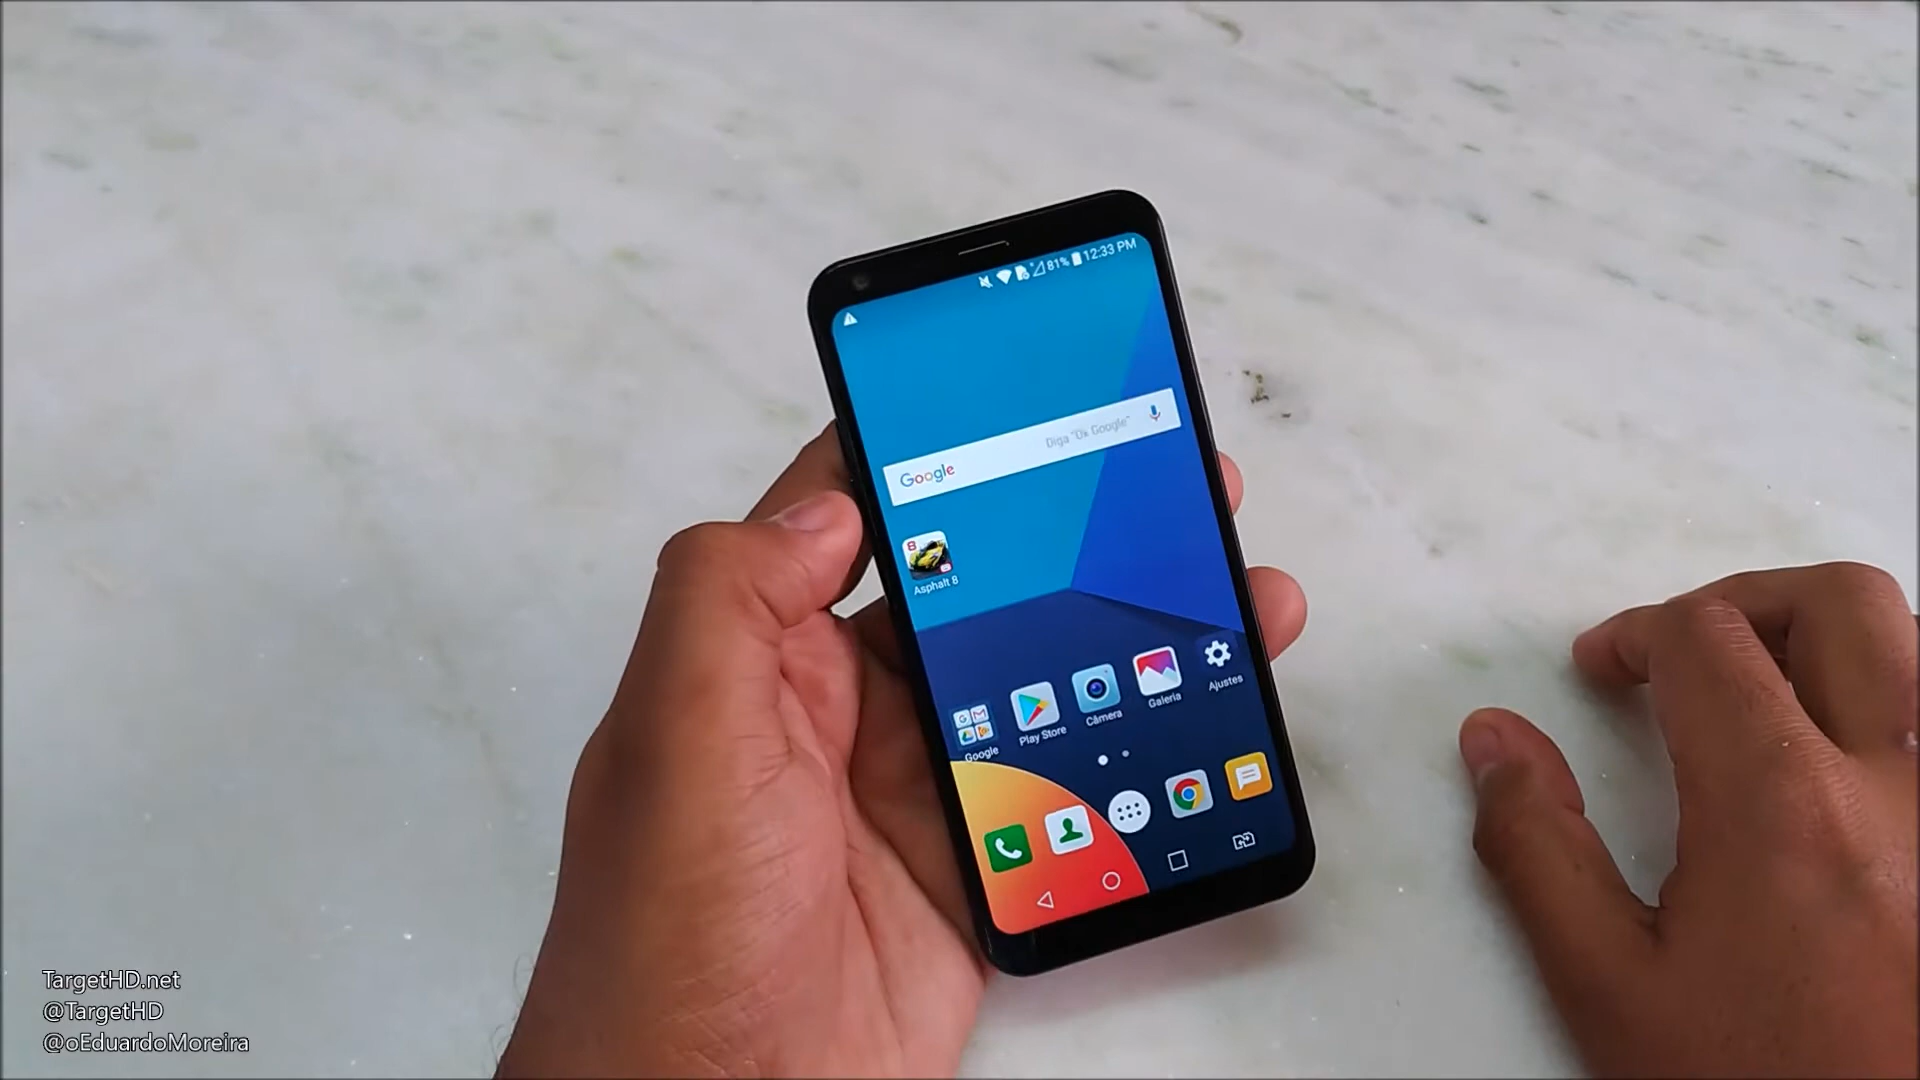 81% 12:33 PM
Google Diga "Ok Google"
8
Asphalt 8
Google Play Store Câmera Galeria Ajustes
TargetHD.net
@TargetHD
@oEduardoMoreira